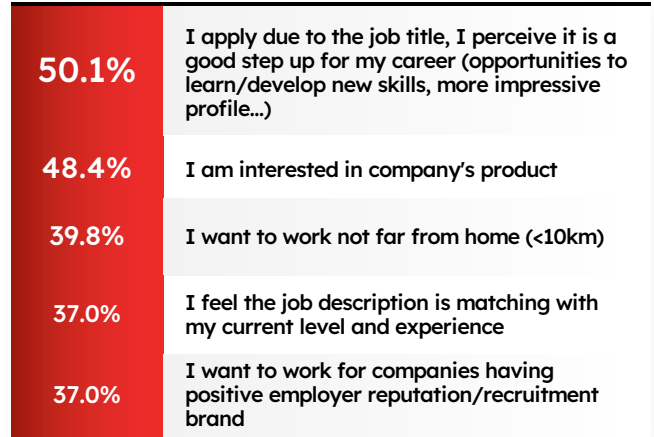 50.1%
I apply due to the job title, I perceive it is a
good step up for my career (opportunities to
learn/develop new skills, more impressive
profile...)
48.4%
I am interested in company's product
39.8%
I want to work not far from home (<10km)
37.0%
I feel the job description is matching with
my current level and experience
37.0%
I want to work for companies having
positive employer reputation/recruitment
brand